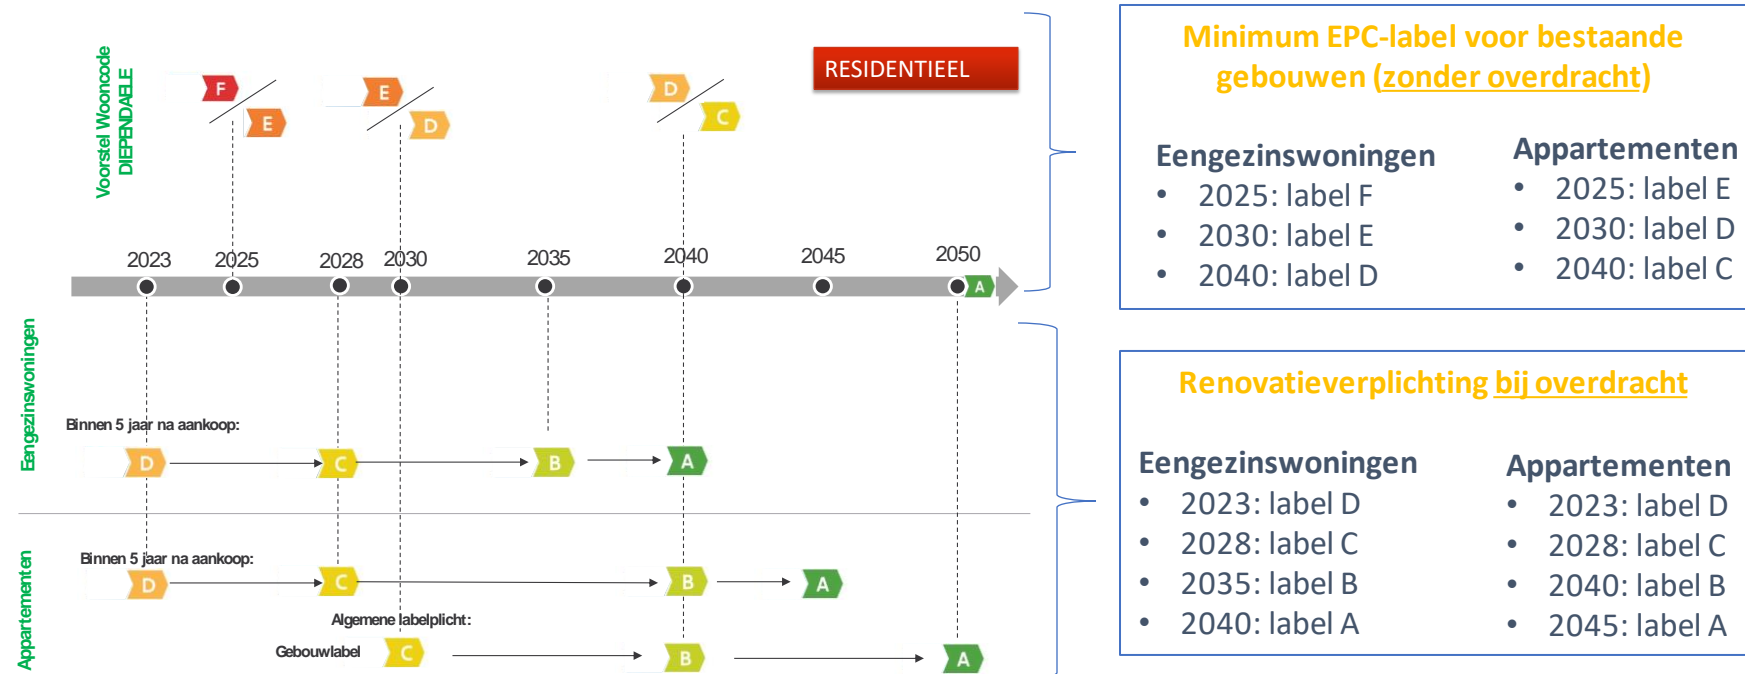 Voorstel Wooncode
DIEPENDAELE
F
E
E
D
D
C
RESIDENTIEEL
2023
2025
2028
2030
2035
2040
2045
2050
A
Eengezinswoningen
Binnen 5 jaar na aankoop:
D
C
B
A
Appartementen
Binnen 5 jaar na aankoop:
D
C
B
A
Algemene labelplicht:
Gebouwlabel
C
B
A
Minimum EPC-label voor bestaande
gebouwen (zonder overdracht)
Eengezinswoningen
• 2025: label F
• 2030: label E
• 2040: label D
Appartementen
• 2025: label E
• 2030: label D
• 2040: label C
Renovatieverplichting bij overdracht
Eengezinswoningen
• 2023: label D
• 2028: label C
• 2035: label B
• 2040: label A
Appartementen
• 2023: label D
• 2028: label C
• 2040: label B
• 2045: label A